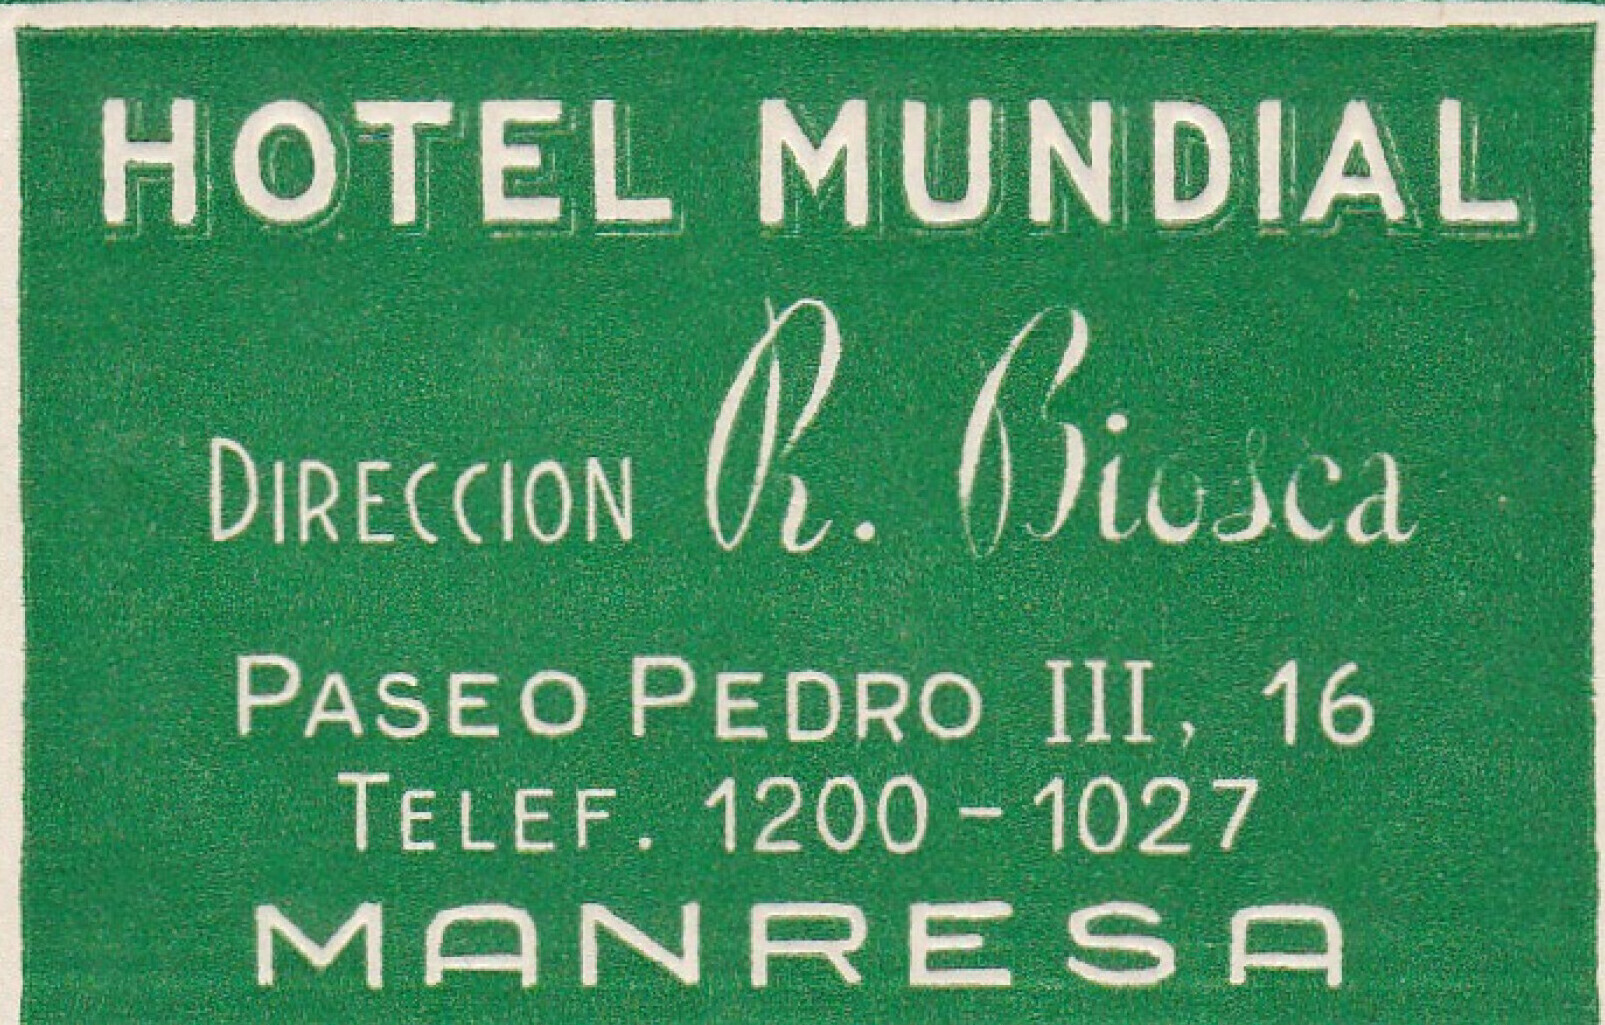 HOTEL MUNDIAL
DIRECCION R. Biosca
PASEO PEDRO III, 16
TELEF. 1200-1027
MANRESA